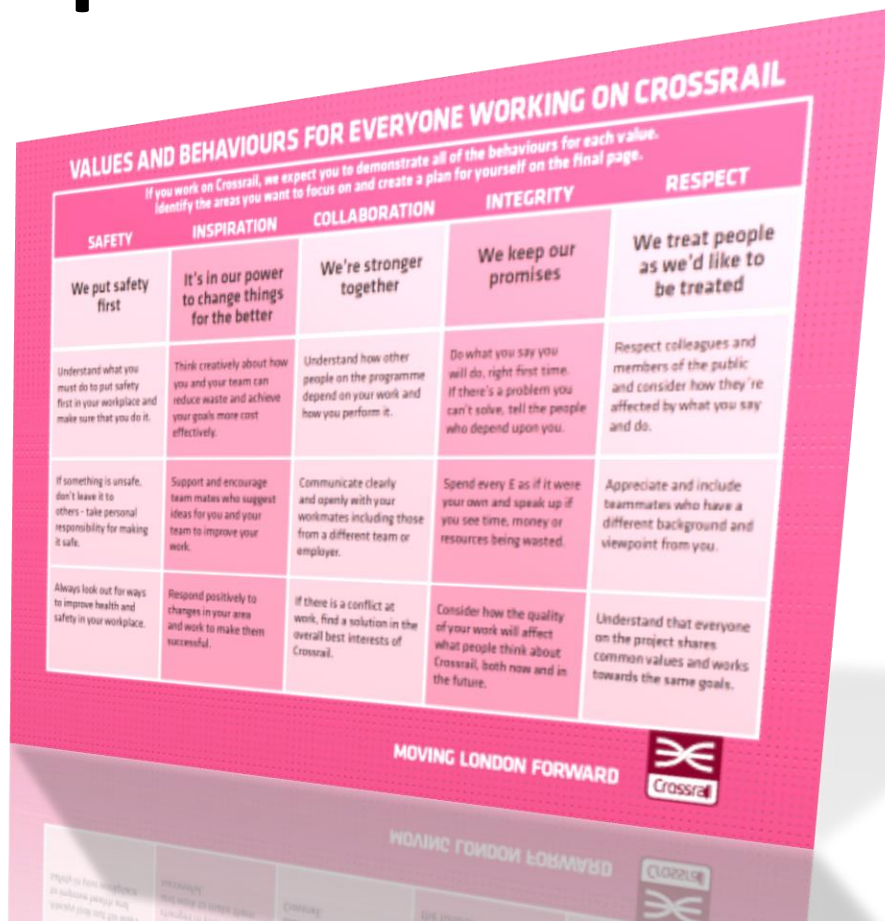 VALUES AND BEHAVIOURS FOR EVERYONE WORKING ON CROSSRAIL
If you work on Crossrail, we expect you to demonstrate all of the behaviours for each value.
Identify the areas you want to focus on and create a plan for yourself on the final page.
SAFETY
We put safety
first
Understand what you
must do to put safety
first in your workplace and
make sure that you do it.
If something is unsafe,
don't leave it to
others - take personal
responsibility for making
it safe.
Always look out for ways
to improve health and
safety in your workplace.
INSPIRATION
It's in our power
to change things
for the better
Think creatively about how
you and your team can
reduce waste and achieve
your goals more cost
effectively.
Support and encourage
team mates who suggest
ideas for you and your
team to improve your
work.
Respond positively to
changes in your area
and work to make them
successful.
COLLABORATION
We're stronger
together
Understand how other
people on the programme
depend on your work and
how you perform it.
Communicate clearly
and openly with your
workmates including those
from a different team or
employer.
If there is a conflict at
work, find a solution in the
overall best interests of
Crossrail.
INTEGRITY
We keep our
promises
Do what you say you
will do, right first time.
If there's a problem you
can't solve, tell the people
who depend upon you.
Spend every £ as if it were
your own and speak up if
you see time, money or
resources being wasted.
Consider how the quality
of your work will affect
what people think about
Crossrail, both now and in
the future.
RESPECT
We treat people
as we'd like to
be treated
Respect colleagues and
members of the public
and consider how they're
affected by what you say
and do.
Appreciate and include
teammates who have a
different background and
viewpoint from you.
Understand that everyone
on the project shares
common values and works
towards the same goals.
MOVING LONDON FORWARD
Crossrail